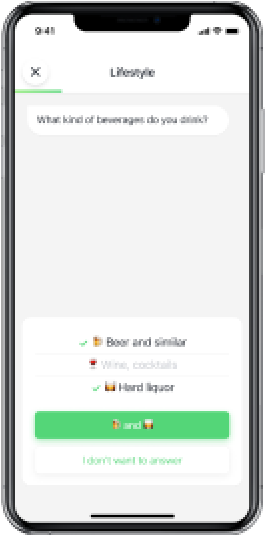 9:41
Lifestyle
What kind of beverages do you drink?
Beer and similar
Wine, cocktails
Hard liquor
and
I don't want to answer